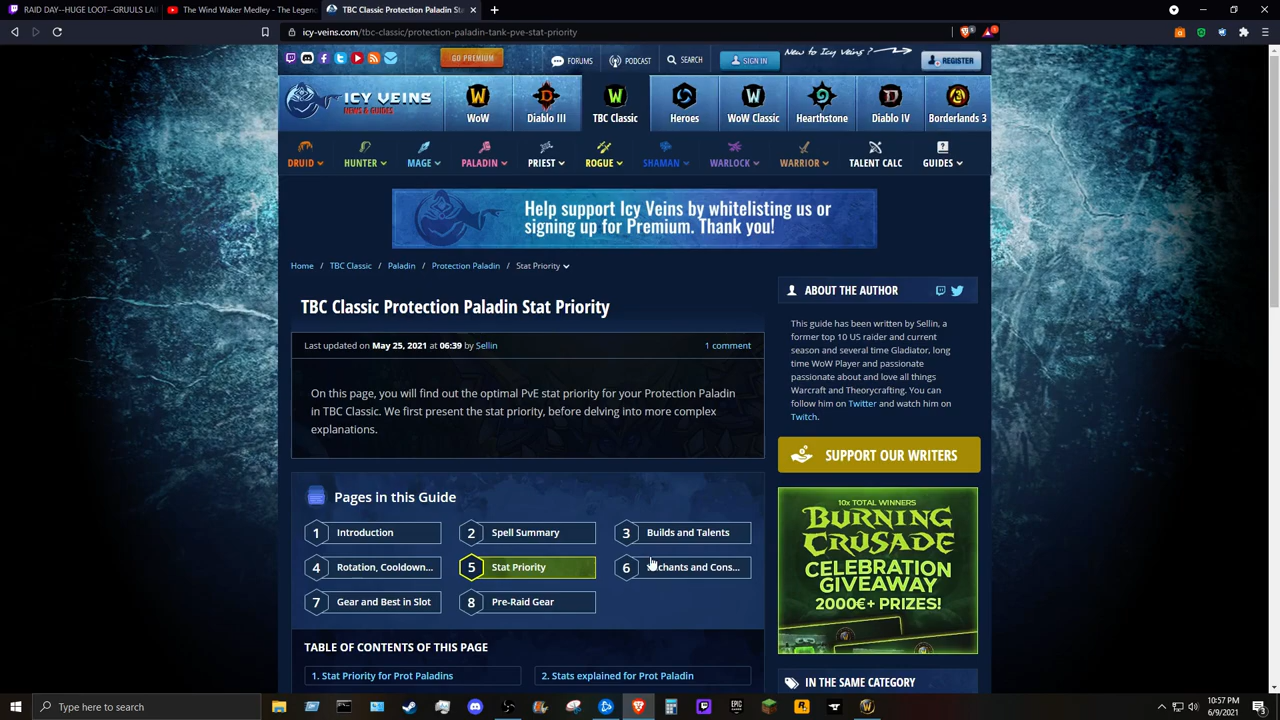 RAID DAY--HUGE LOOT--GRUULS LAI
The Wind Waker Medley - The Legend
TBC Classic Protection Paladin Sta
icy-veins.com/tbc-classic/protection-paladin-tank-pve-stat-priority
GO PREMIUM
FORUMS
PODCAST
SEARCH
SIGN IN
New to Icy Veins?
REGISTER
ICY VEINS
NEWS & GUIDES
WoW
Diablo III
TBC Classic
Heroes
WoW Classic
Hearthstone
Diablo IV
Borderlands 3
DRUID
HUNTER
MAGE
PALADIN
PRIEST
ROGUE
SHAMAN
WARLOCK
WARRIOR
TALENT CALC
GUIDES
Help support Icy Veins by whitelisting us or
signing up for Premium. Thank you!
Home / TBC Classic / Paladin / Protection Paladin / Stat Priority
TBC Classic Protection Paladin Stat Priority
Last updated on May 25, 2021 at 06:39 by Sellin
1 comment
On this page, you will find out the optimal PvE stat priority for your Protection Paladin
in TBC Classic. We first present the stat priority, before delving into more complex
explanations.
Pages in this Guide
1 Introduction
2 Spell Summary
3 Builds and Talents
4 Rotation, Cooldown...
5 Stat Priority
6 chants and Cons...
7 Gear and Best in Slot
8 Pre-Raid Gear
TABLE OF CONTENTS OF THIS PAGE
1. Stat Priority for Prot Paladins
2. Stats explained for Prot Paladin
ABOUT THE AUTHOR
This guide has been written by Sellin, a
former top 10 US raider and current
season and several time Gladiator, long
time WoW Player and passionate
passionate about and love all things
Warcraft and Theorycrafting. You can
follow him on Twitter and watch him on
Twitch.
SUPPORT OUR WRITERS
10x TOTAL WINNERS
BURNING
CRUSADE
CELEBRATION
GIVEAWAY
2000€+ PRIZES!
IN THE SAME CATEGORY
Type here to search
10:57 PM
6/9/2021